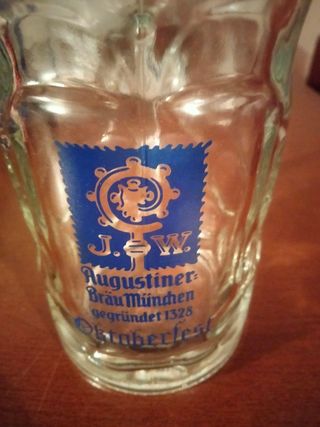 J. W.
Augustiner-
Bräu München
gegründet 1328
Oktoberfest